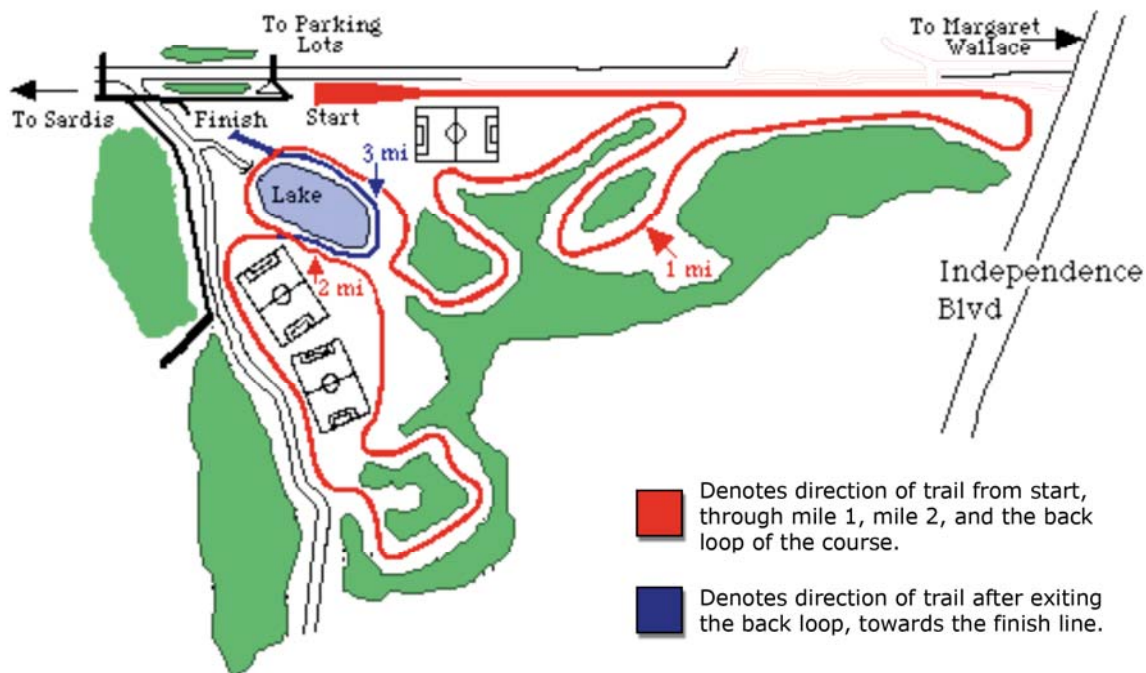 To Parking
Lots
To Margaret
Wallace
To Sardis
Finish
Start
3 mi
Lake
1 mi
2 mi
Independence
Blvd
Denotes direction of trail from start,
through mile 1, mile 2, and the back
loop of the course.
Denotes direction of trail after exiting
the back loop, towards the finish line.